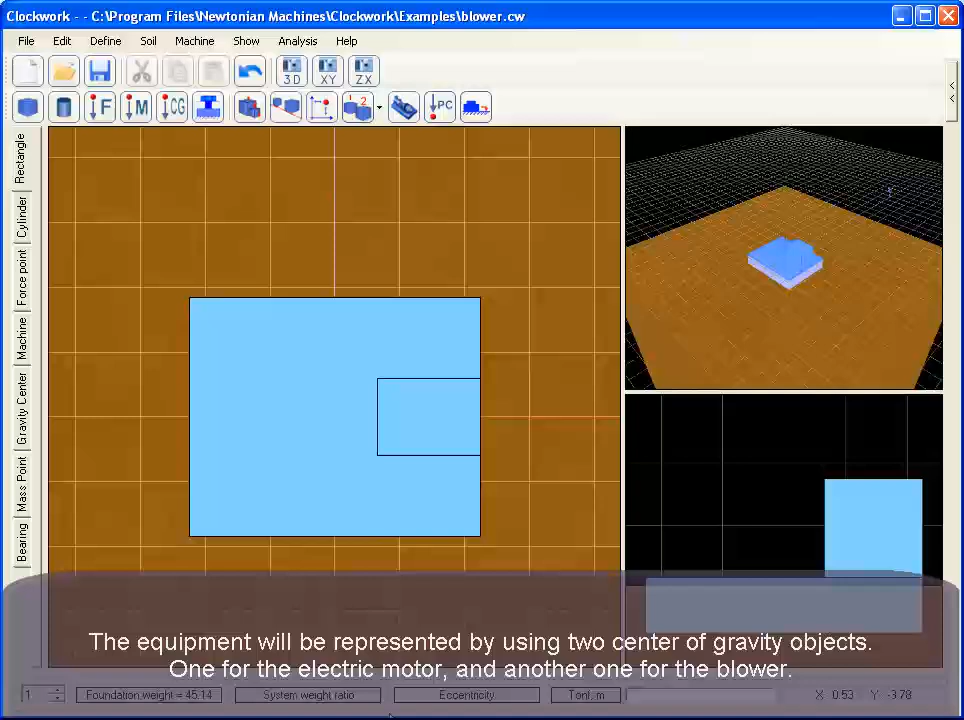 Clockwork - - C:\Program Files\Newtonian Machines\Clockwork\Examples\blower.cw
File Edit Define Soil Machine Show Analysis Help
3D XY ZX
F M CG 1 2 PC
Rectangle
Cylinder
Force point
Machine
Gravity Center
Mass Point
Bearing
The equipment will be represented by using two center of gravity objects.
One for the electric motor, and another one for the blower.
1 Foundation weight = 45.14 System weight ratio Eccentricity Tonf, m X 0.53 Y -3.78